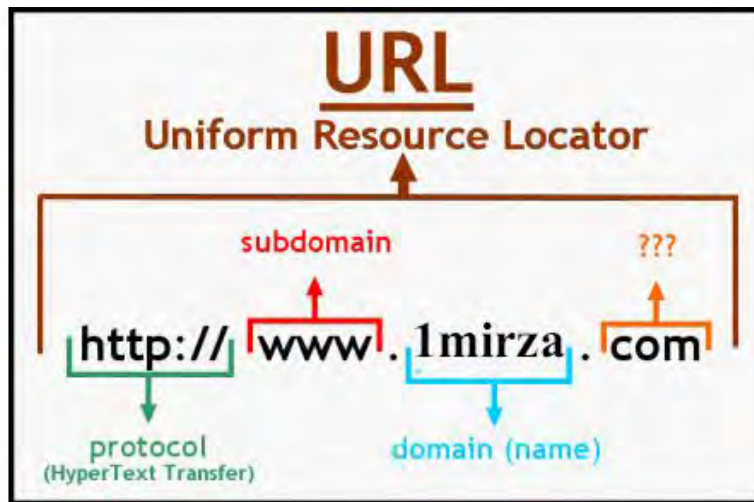 URL
Uniform Resource Locator
subdomain ???
http:// www . 1mirza . com
protocol domain (name)
(HyperText Transfer)